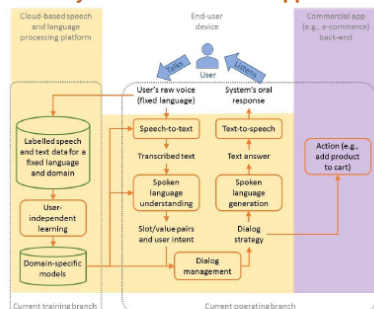 Cloud-based speech
and language
processing platform
End-user
device
Commercial app
(e.g., e-commerce)
back-end
Talks
Listens
User
User's raw voice
(fixed language)
System's oral
response
Labelled speech
and text data for a
fixed language
and domain
User-
independent
learning
Domain-specific
models
Speech-to-text
Transcribed text
Spoken
language
understanding
Slot/value pairs
and user intent
Dialog
management
Text-to-speech
Text answer
Spoken
language
generation
Dialog
strategy
Action (e.g.,
add product
to cart)
Current training branch
Current operating branch